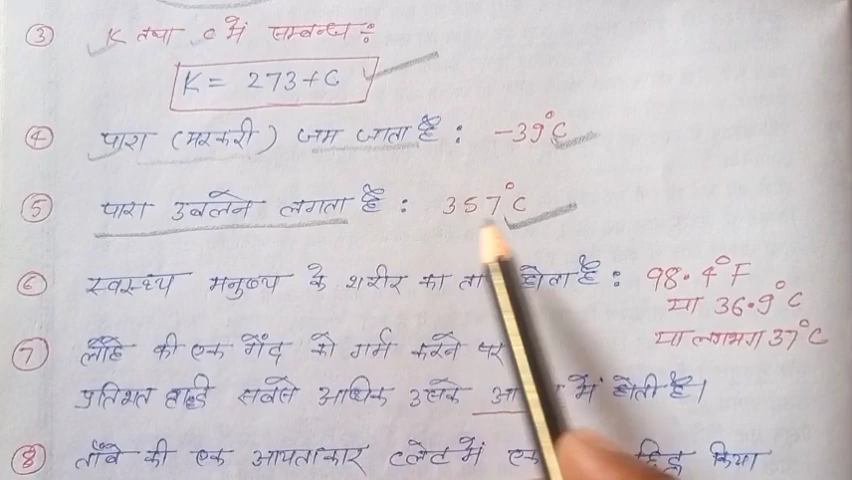 ③ K तथा C में सम्बन्ध :
K = 273+C
④ पारा (मरकरी) जम जाता है : -39°C
⑤ पारा उबलने लगता है : 357°C
⑥ स्वस्थ्य मनुष्य के शरीर का होता है : 98.4°F
या 36.9°C
या लगभग 37°C
⑦ लोहे की एक गेंद को गर्म करने पर
प्रतिशत सबसे अधिक उसके में होती है।
⑧ ताँबे की एक आयताकार प्लेट में किया